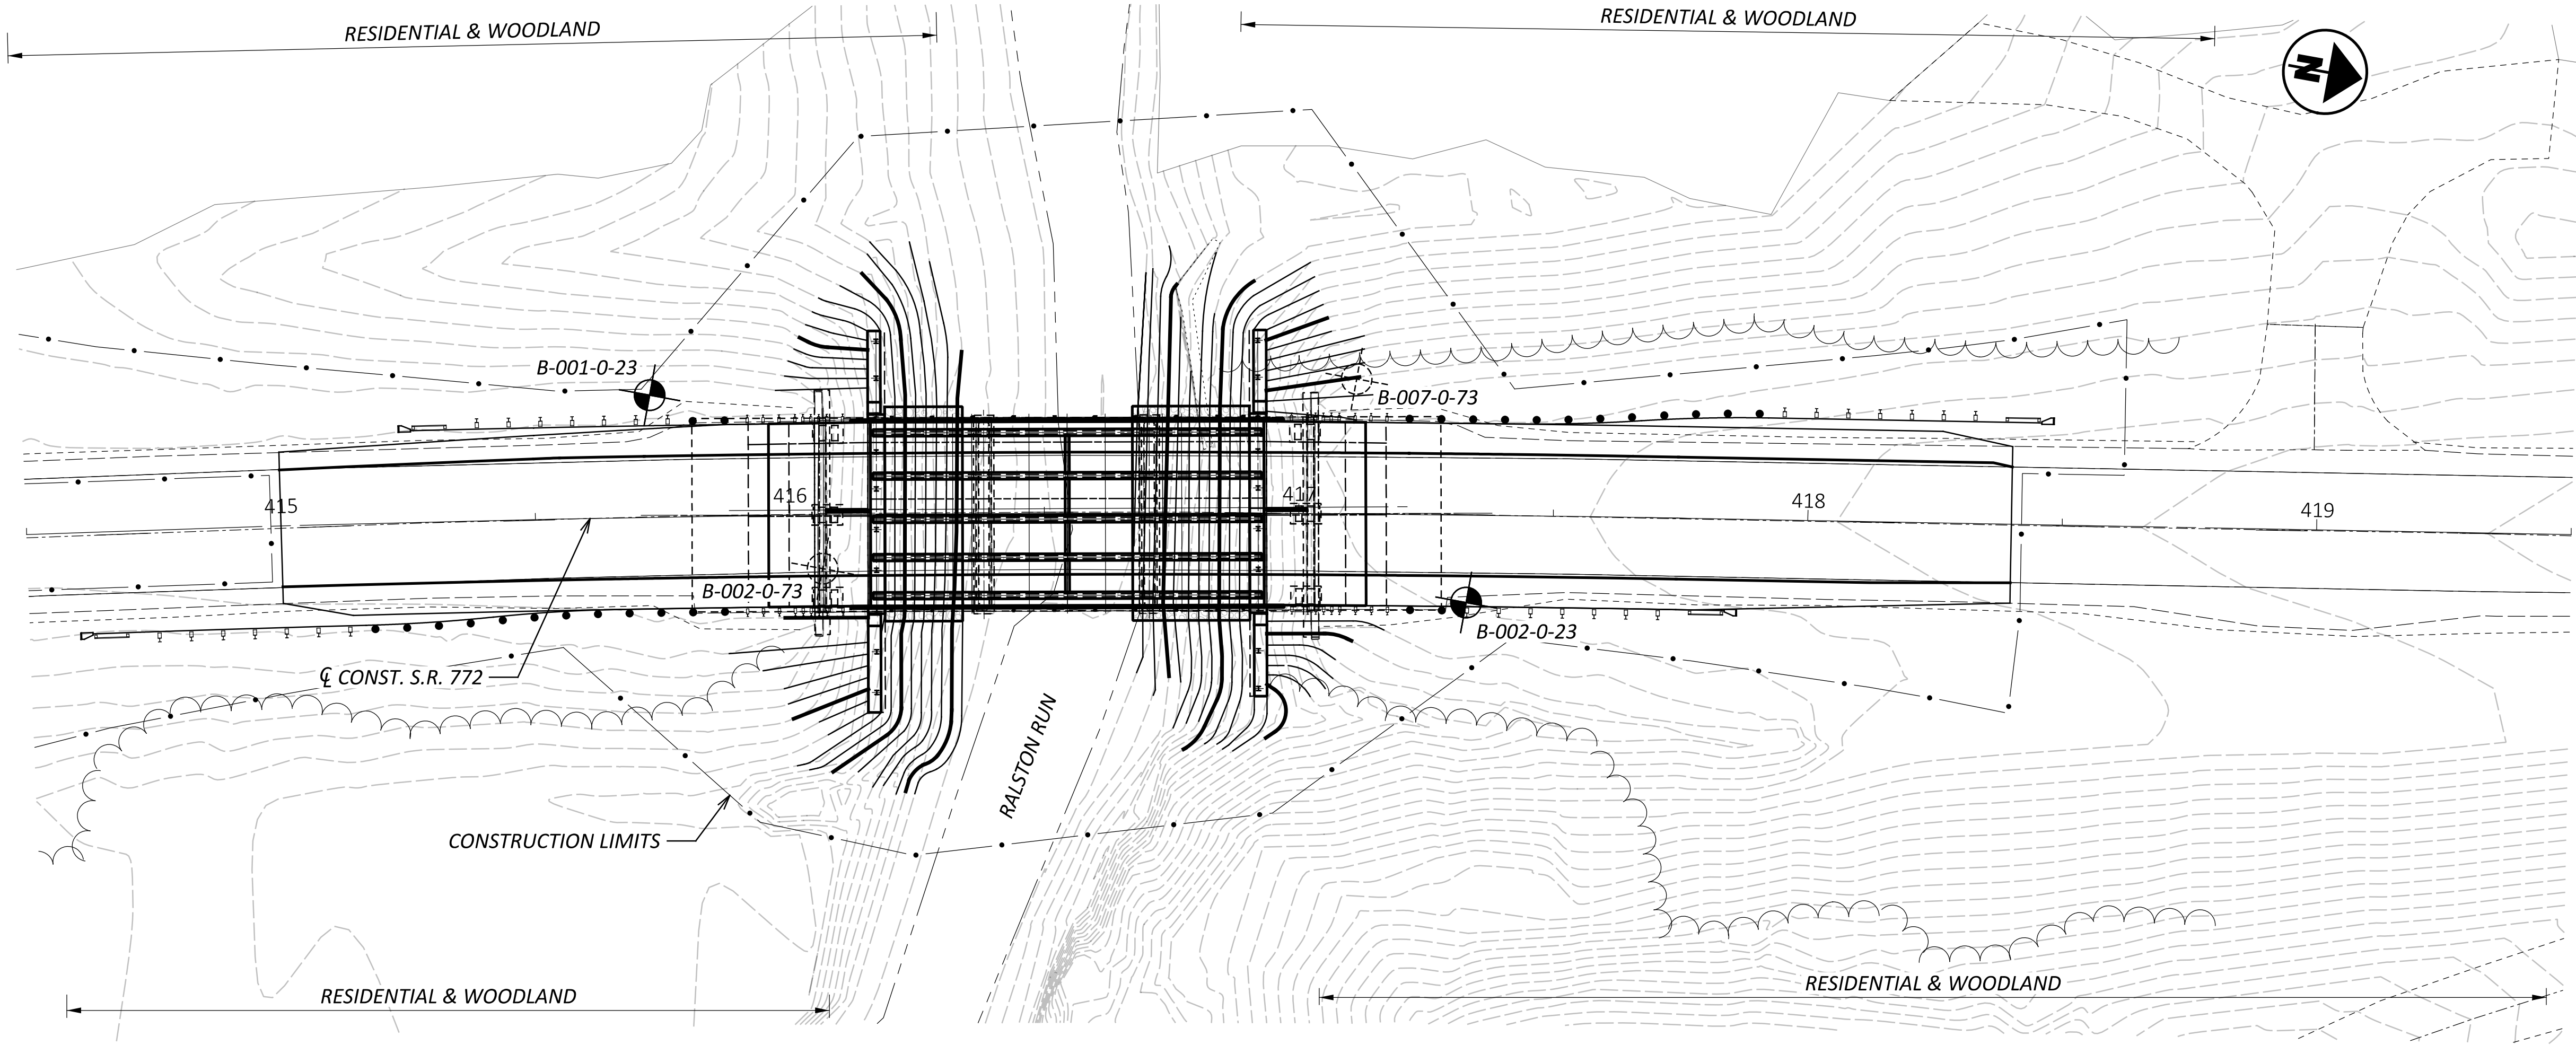 RESIDENTIAL & WOODLAND
RESIDENTIAL & WOODLAND
N
B-001-0-23
B-007-0-73
415
416
417
418
419
B-002-0-73
B-002-0-23
℄ CONST. S.R. 772
RALSTON RUN
CONSTRUCTION LIMITS
RESIDENTIAL & WOODLAND
RESIDENTIAL & WOODLAND